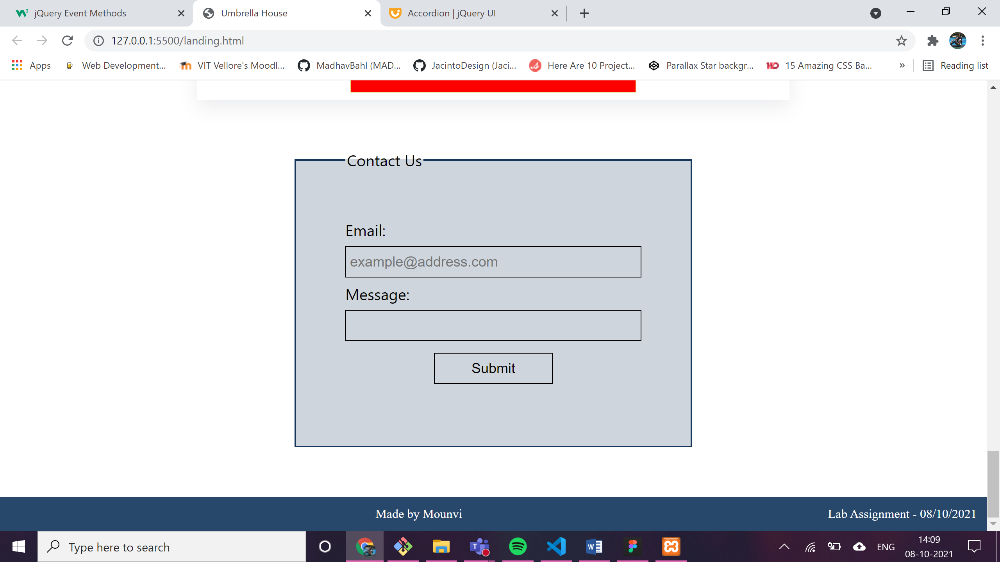 jQuery Event Methods
Umbrella House
Accordion | jQuery UI
127.0.0.1:5500/landing.html
Apps
Web Development...
VIT Vellore's Moodl...
MadhavBahl (MAD...
JacintoDesign (Jaci...
Here Are 10 Project...
Parallax Star backgr...
15 Amazing CSS Ba...
»
Reading list
Contact Us
Email:
example@address.com
Message:
Submit
Made by Mounvi
Lab Assignment - 08/10/2021
Type here to search
ENG
14:09
08-10-2021